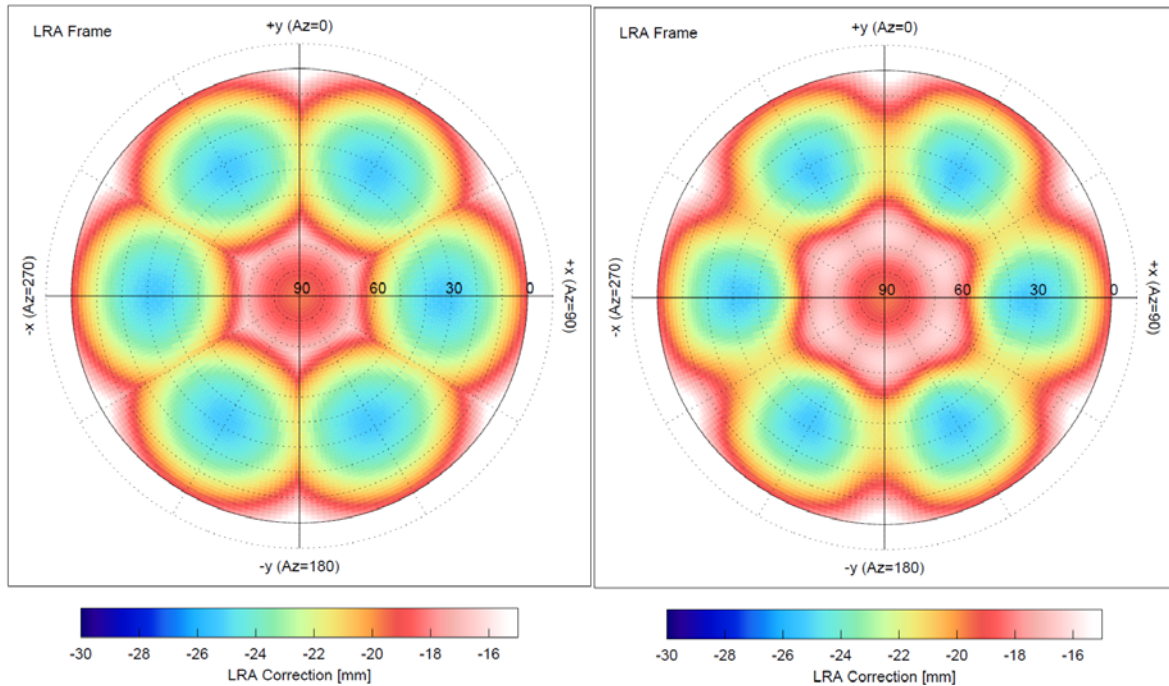 LRA Frame
+y (Az=0)
-x (Az=270)
90 60 30 0
+x (Az=90)
-y (Az=180)
-30 -28 -26 -24 -22 -20 -18 -16
LRA Correction [mm]
LRA Frame
+y (Az=0)
-x (Az=270)
90 60 30 0
+x (Az=90)
-y (Az=180)
-30 -28 -26 -24 -22 -20 -18 -16
LRA Correction [mm]